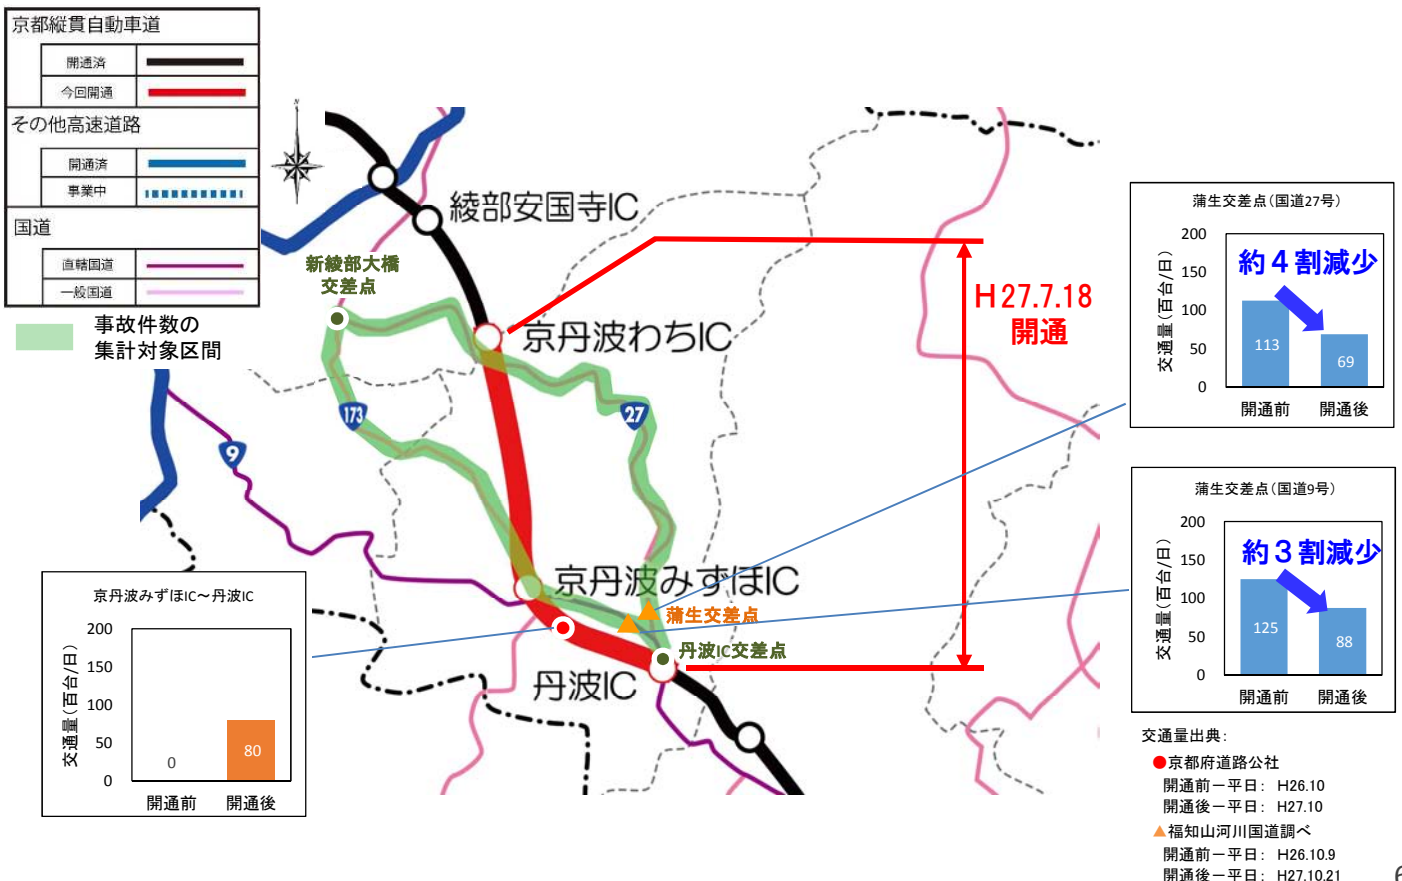 京都縦貫自動車道
開通済
今回開通
その他高速道路
開通済
事業中
国道
直轄国道
一般国道
事故件数の
集計対象区間
N
綾部安国寺IC
新綾部大橋
交差点
京丹波わちIC
H27.7.18
開通
173
27
9
京丹波みずほIC
蒲生交差点
丹波IC交差点
丹波IC
蒲生交差点(国道27号)
交通量(百台/日)
200
150
100
50
0
約4割減少
113
69
開通前
開通後
蒲生交差点(国道9号)
交通量(百台/日)
200
150
100
50
0
約3割減少
125
88
開通前
開通後
京丹波みずほIC~丹波IC
交通量(百台/日)
200
150
100
50
0
0
80
開通前
開通後
交通量出典:
●京都府道路公社
開通前-平日: H26.10
開通後-平日: H27.10
▲福知山河川国道調べ
開通前-平日: H26.10.9
開通後-平日: H27.10.21